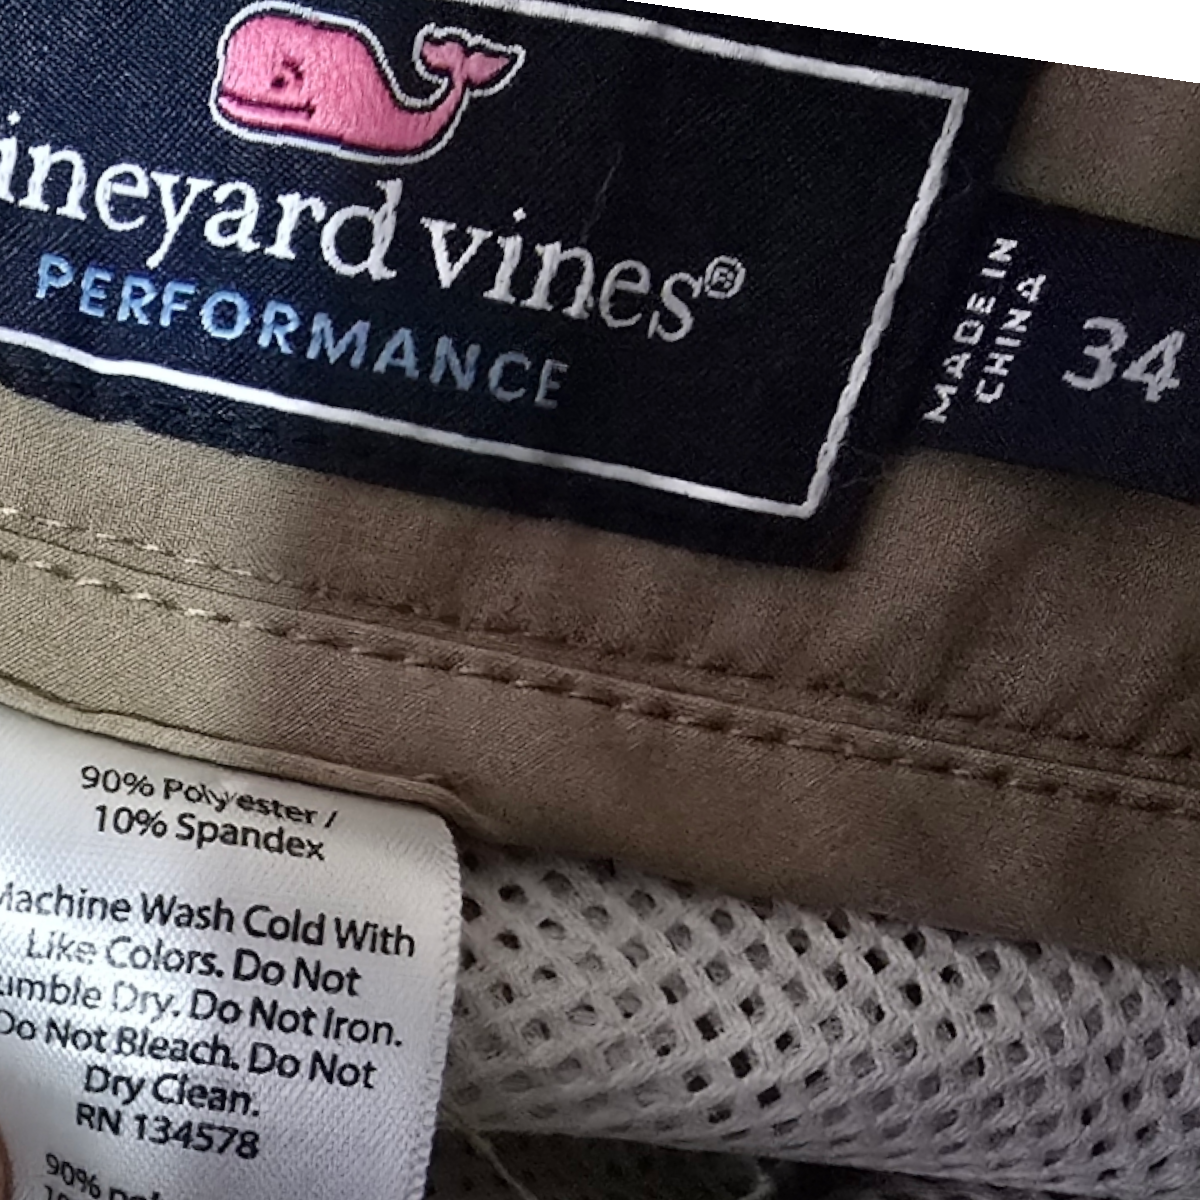 ineyard vines®
PERFORMANCE
MADE IN
CHINA
34
90% Polyester /
10% Spandex
Machine Wash Cold With
Like Colors. Do Not
umble Dry. Do Not Iron.
Do Not Bleach. Do Not
Dry Clean.
RN 134578
90%